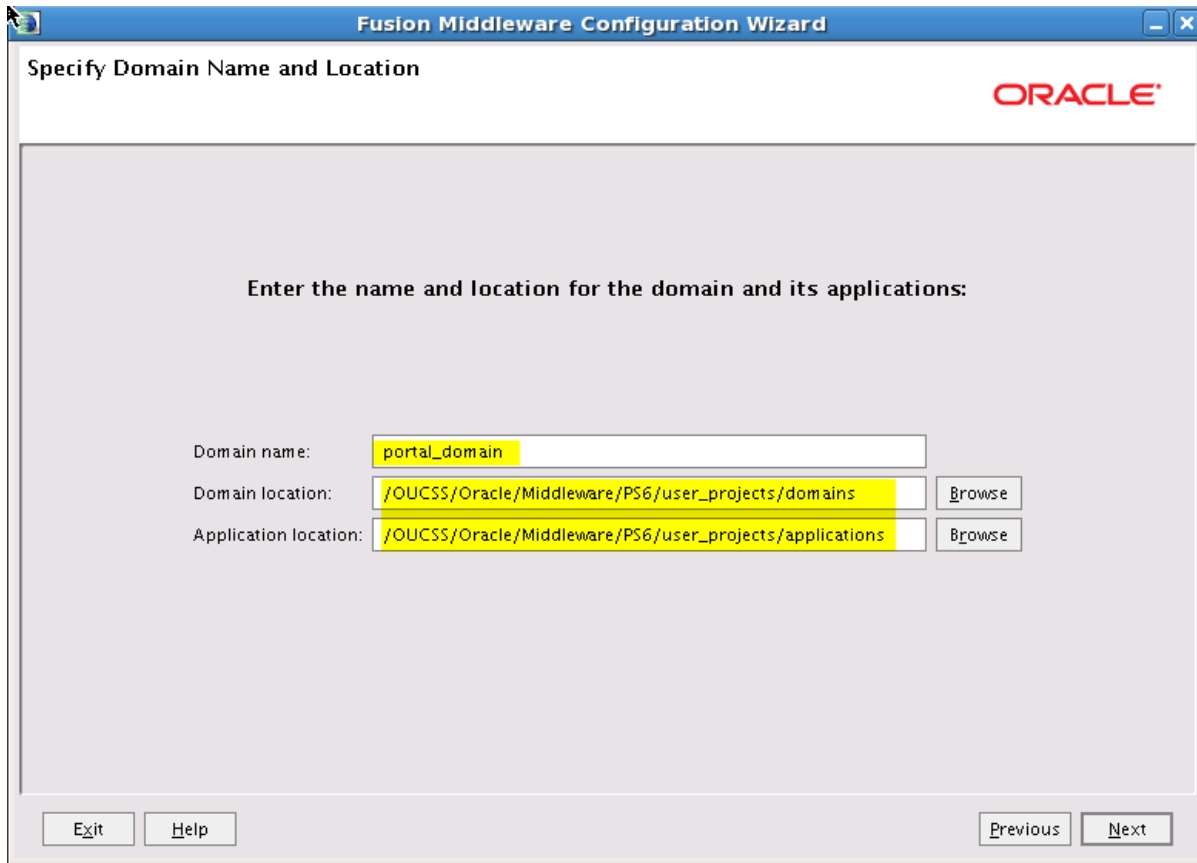 Fusion Middleware Configuration Wizard
Specify Domain Name and Location
ORACLE
Enter the name and location for the domain and its applications:
Domain name: portal_domain
Domain location: /OUCSS/Oracle/Middleware/PS6/user_projects/domains Browse
Application location: /OUCSS/Oracle/Middleware/PS6/user_projects/applications Browse
Exit Help Previous Next